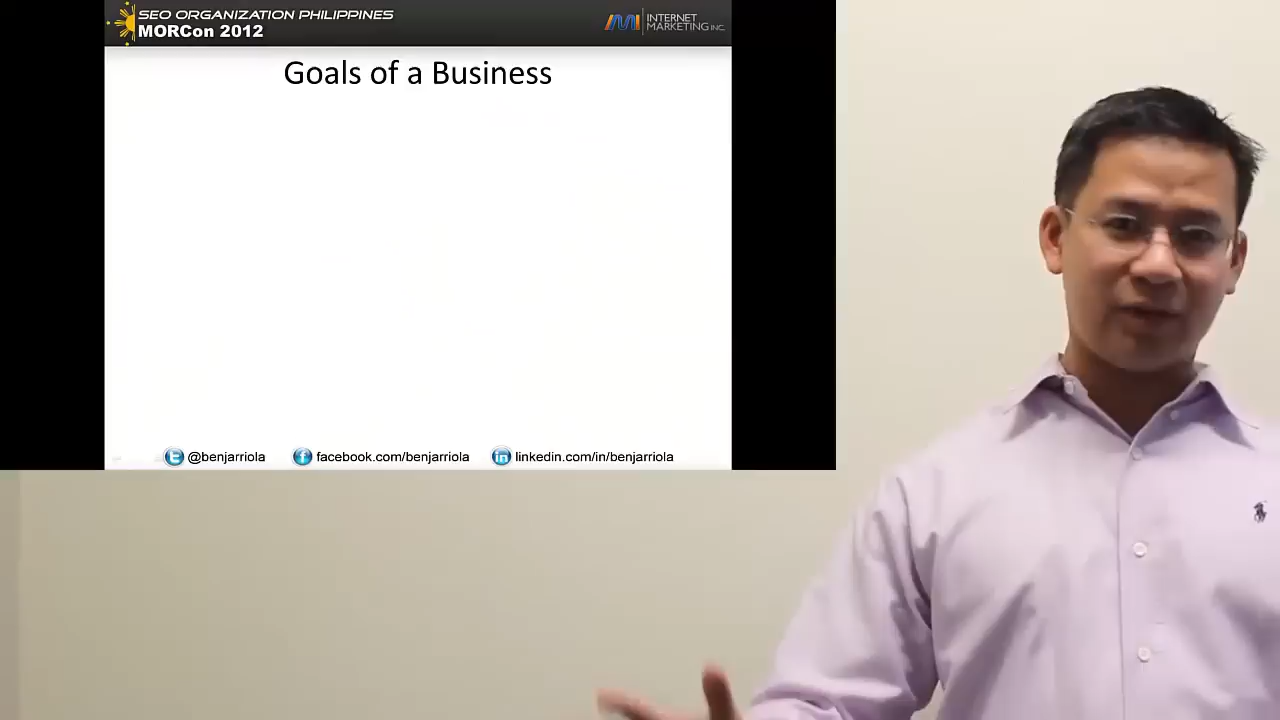 SEO ORGANIZATION PHILIPPINES
MORCon 2012
INTERNET
MARKETING INC.
Goals of a Business
@benjarriola
facebook.com/benjarriola
linkedin.com/in/benjarriola